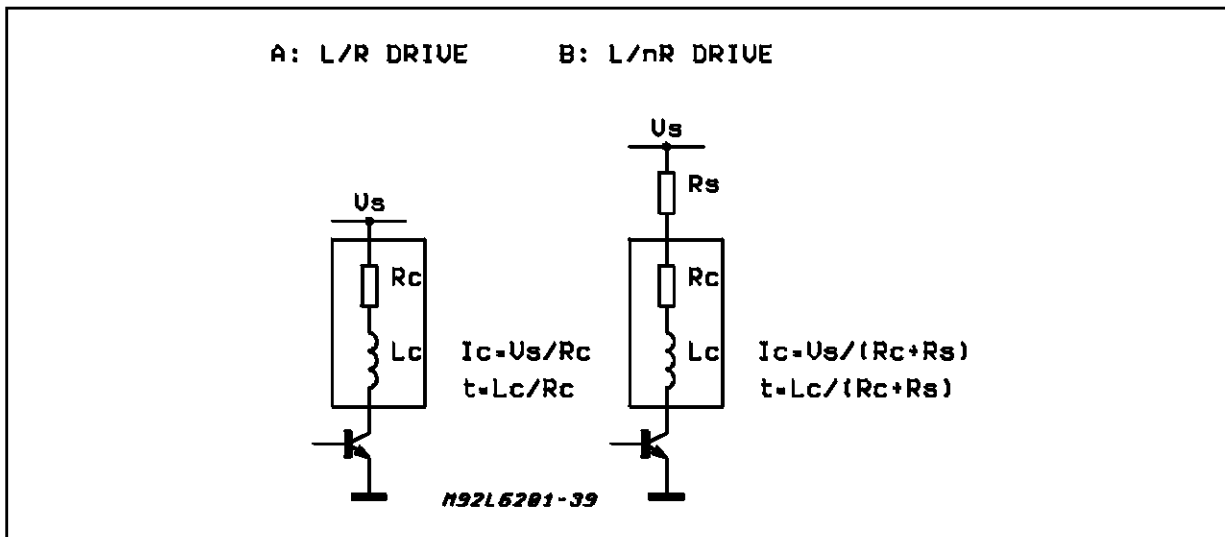 A: L/R DRIVE
B: L/nR DRIVE
Vs
Rc
Lc
Ic=Vs/Rc
t=Lc/Rc
Vs
Rs
Rc
Lc
Ic=Vs/(Rc+Rs)
t=Lc/(Rc+Rs)
M92L6201-39